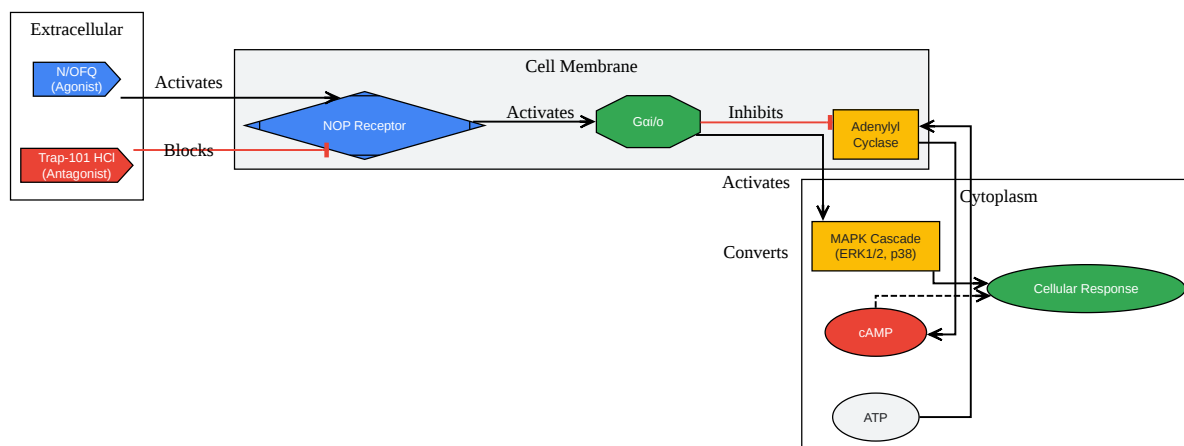 Extracellular
N/OFQ
(Agonist)
Activates
Trap-101 HCl
(Antagonist)
Blocks
Cell Membrane
NOP Receptor
Activates
Gαi/o
Inhibits
Adenylyl
Cyclase
Activates
Cytoplasm
Converts
MAPK Cascade
(ERK1/2, p38)
Cellular Response
cAMP
ATP